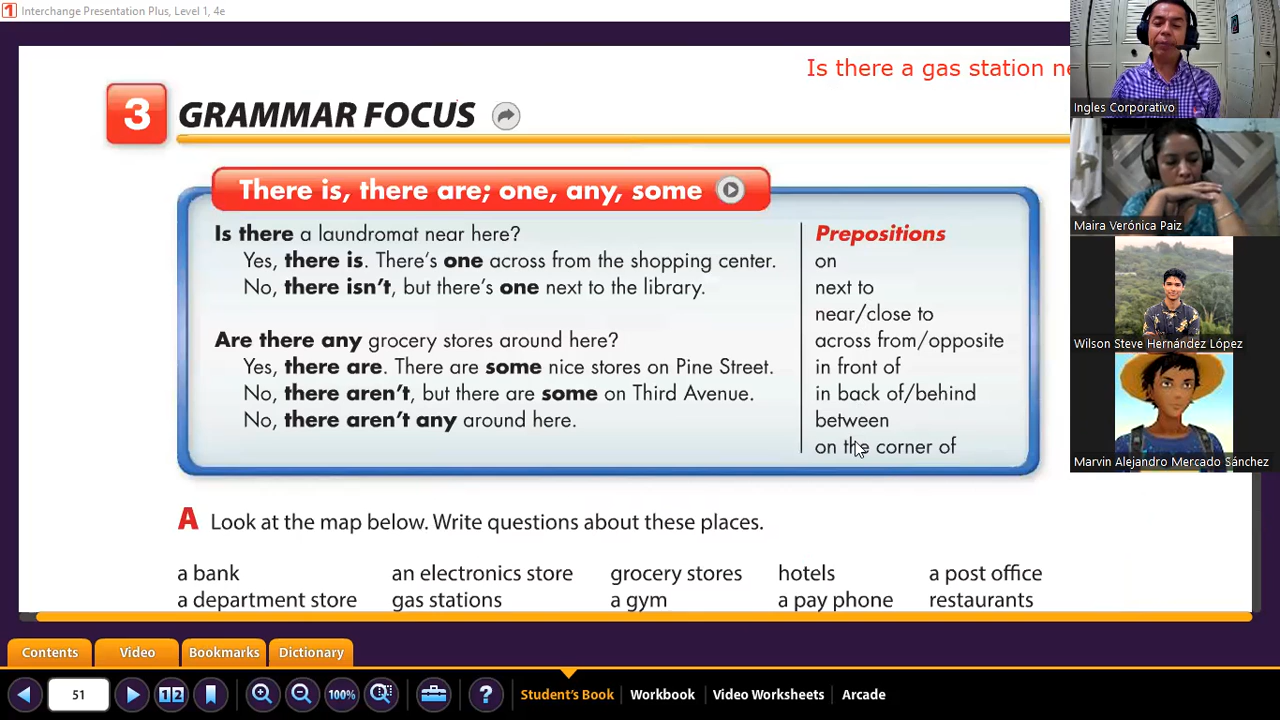 Interchange Presentation Plus, Level 1, 4e
Is there a gas station
3 GRAMMAR FOCUS
There is, there are; one, any, some
Is there a laundromat near here?
Yes, there is. There's one across from the shopping center.
No, there isn't, but there's one next to the library.
Are there any grocery stores around here?
Yes, there are. There are some nice stores on Pine Street.
No, there aren't, but there are some on Third Avenue.
No, there aren't any around here.
Prepositions
on
next to
near/close to
across from/opposite
in front of
in back of/behind
between
on the corner of
A Look at the map below. Write questions about these places.
a bank an electronics store grocery stores hotels a post office
a department store gas stations a gym a pay phone restaurants
Ingles Corporativo
Maira Verónica Paiz
Wilson Steve Hernández López
Marvin Alejandro Mercado Sánchez
Contents Video Bookmarks Dictionary
51 1 2 100% ? Student's Book Workbook Video Worksheets Arcade